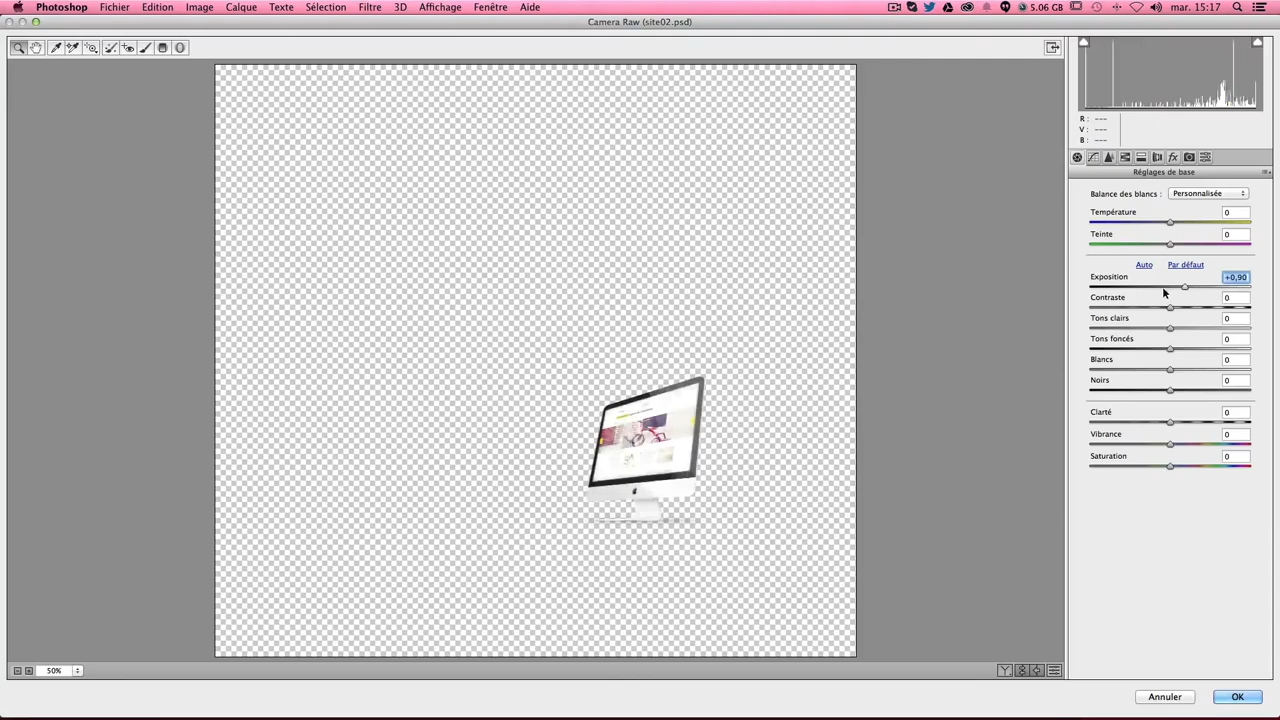 Photoshop Fichier Edition Image Calque Texte Sélection Filtre 3D Affichage Fenêtre Aide 5.06 GB mar. 15:17
Camera Raw (site02.psd)
R : ---
V : ---
B : ---
fx
Réglages de base
Balance des blancs : Personnalisée
Température 0
Teinte 0
Auto Par défaut
Exposition +0,90
Contraste 0
Tons clairs 0
Tons foncés 0
Blancs 0
Noirs 0
Clarté 0
Vibrance 0
Saturation 0
50%
Y
Annuler OK